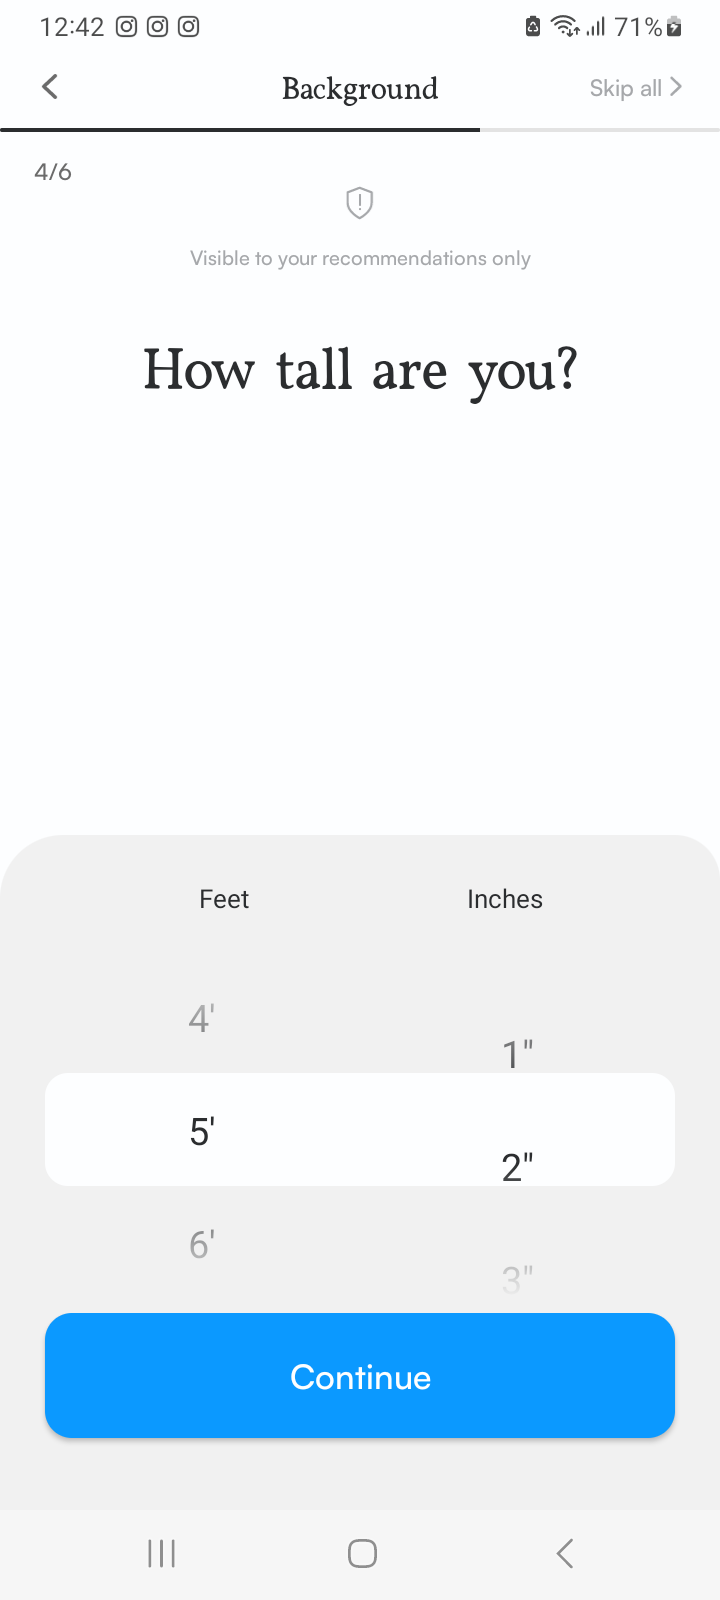 12:42 71%
Background Skip all
4/6
Visible to your recommendations only
How tall are you?
Feet Inches
4'
1"
5'
2"
6'
3"
Continue